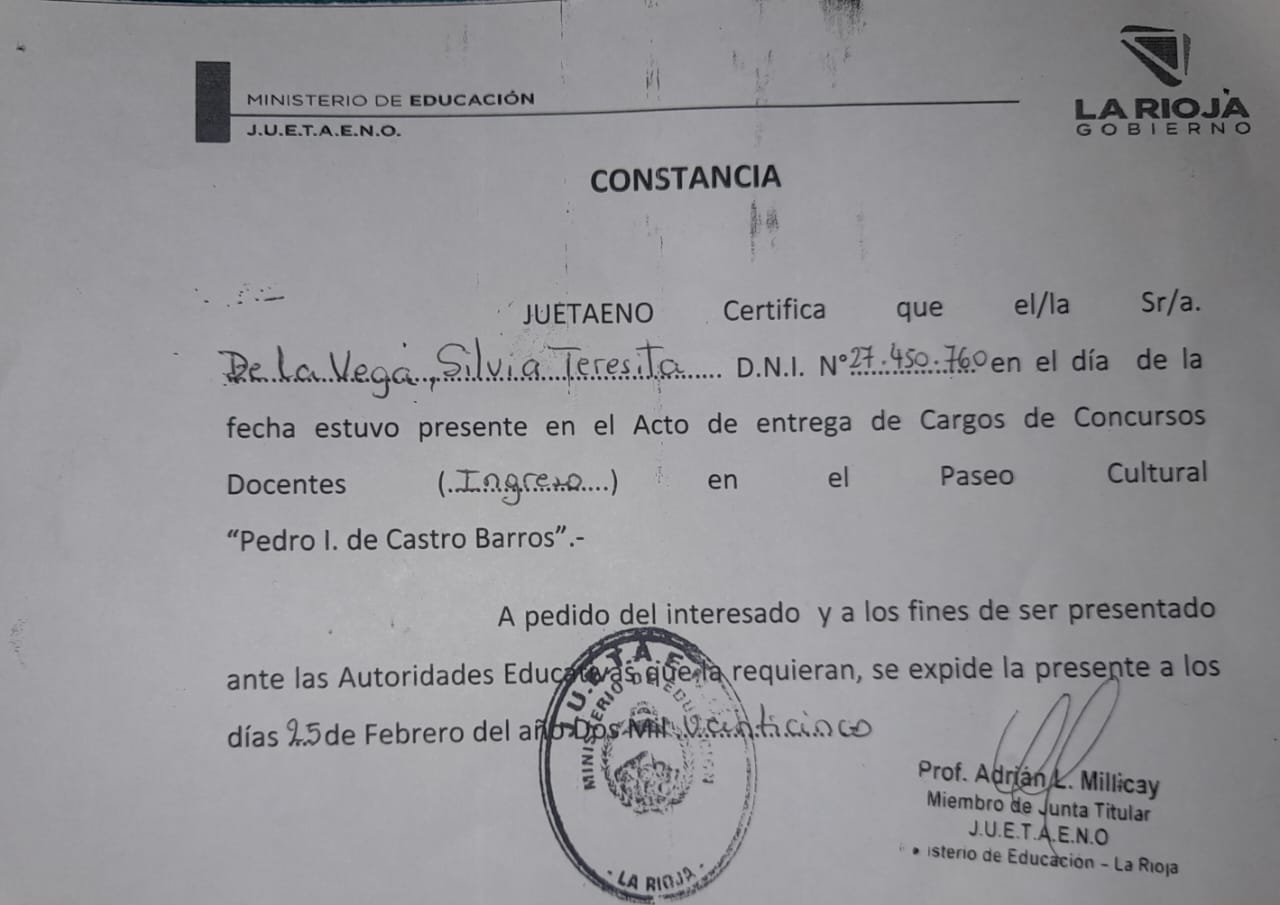 MINISTERIO DE EDUCACIÓN
J.U.E.T.A.E.N.O.
LA RIOJA
GOBIERNO
CONSTANCIA
JUETAENO Certifica que el/la Sr/a.
De La Vega, Silvia Teresita..... D.N.I. N°27.450.760 en el día de la
fecha estuvo presente en el Acto de entrega de Cargos de Concursos
Docentes (.Ingreso....) en el Paseo Cultural
“Pedro I. de Castro Barros”.-
A pedido del interesado y a los fines de ser presentado
ante las Autoridades Educativas que la requieran, se expide la presente a los
días 25 de Febrero del año Dos Mil veinticinco
J.U.E.T.A.E.
MINISTERIO DE EDUCACIÓN
- LA RIOJA -
Prof. Adrián L. Millicay
Miembro de Junta Titular
J.U.E.T.A.E.N.O
isterio de Educación - La Rioja